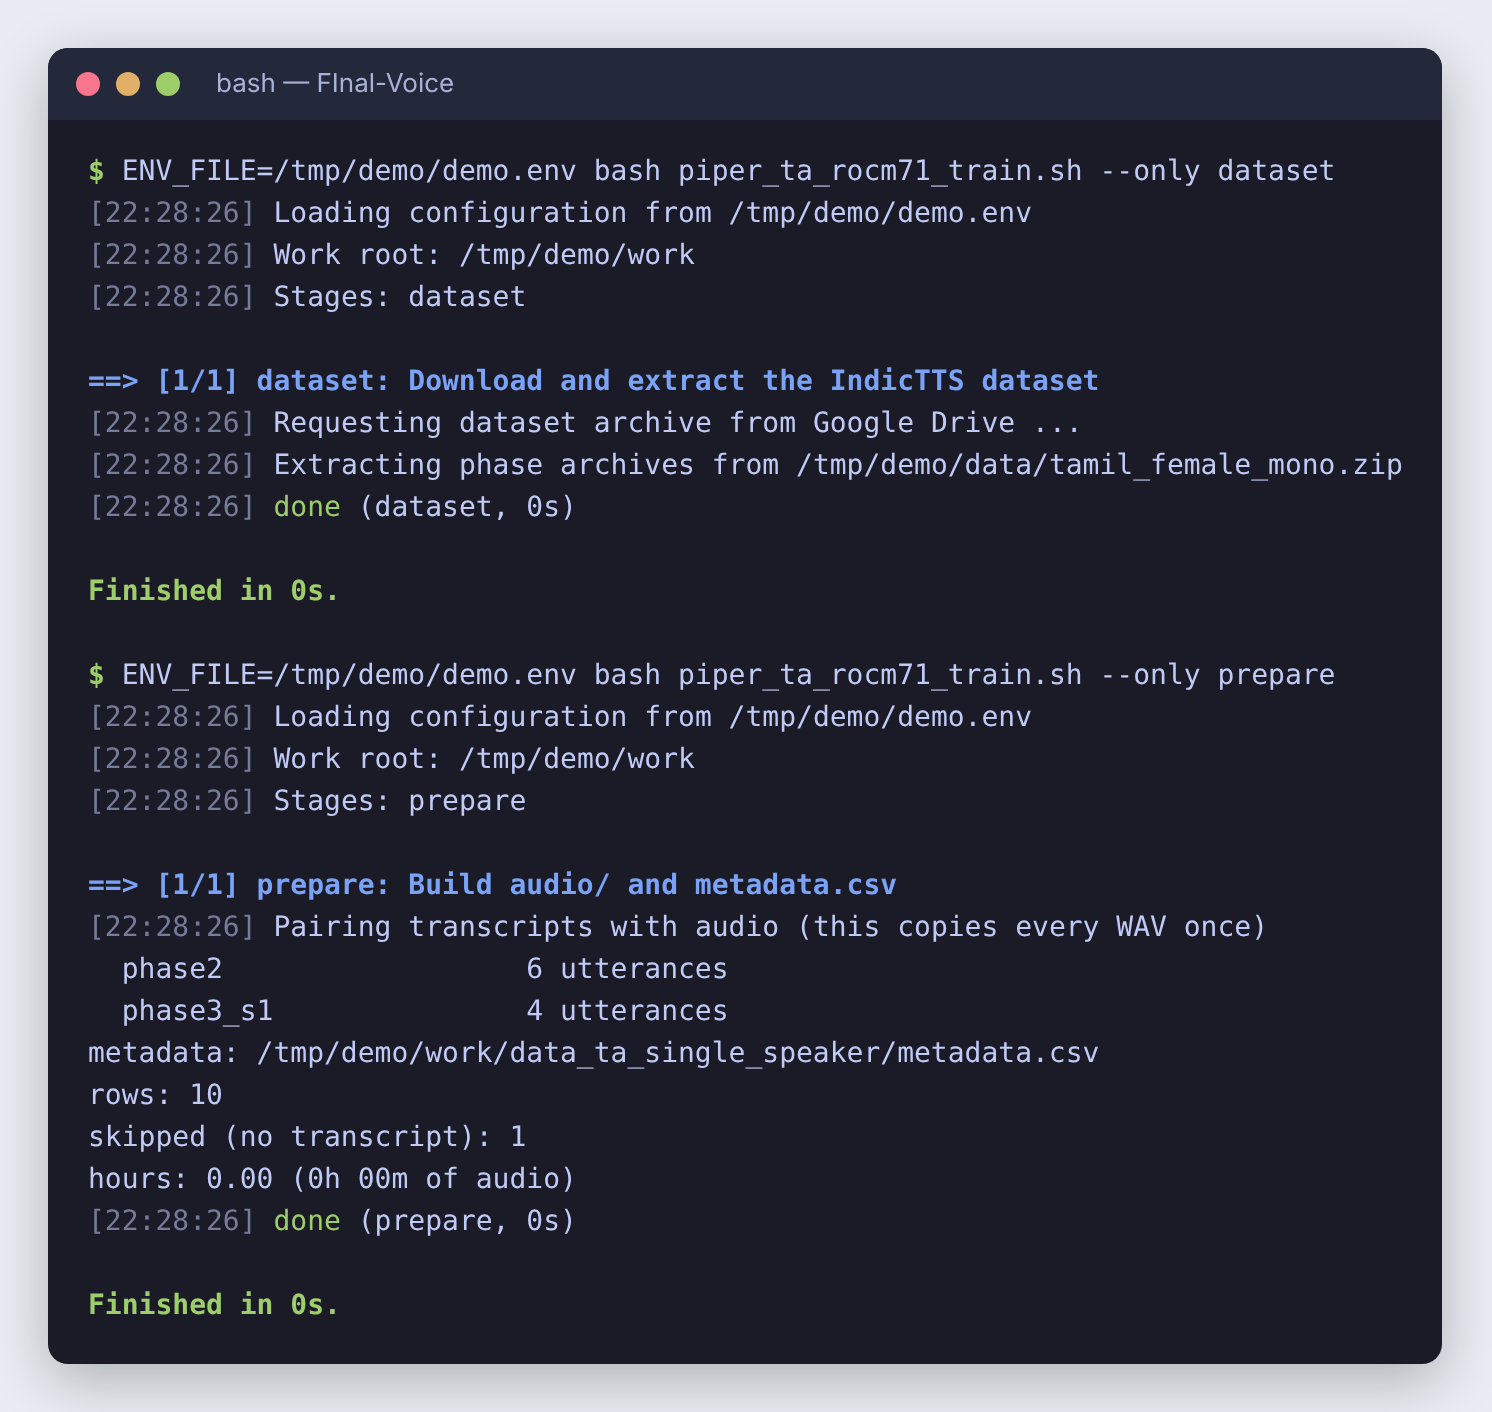 bash — FInal-Voice
$ ENV_FILE=/tmp/demo/demo.env bash piper_ta_rocm71_train.sh --only dataset
[22:28:26] Loading configuration from /tmp/demo/demo.env
[22:28:26] Work root: /tmp/demo/work
[22:28:26] Stages: dataset
==> [1/1] dataset: Download and extract the IndicTTS dataset
[22:28:26] Requesting dataset archive from Google Drive ...
[22:28:26] Extracting phase archives from /tmp/demo/data/tamil_female_mono.zip
[22:28:26] done (dataset, 0s)
Finished in 0s.
$ ENV_FILE=/tmp/demo/demo.env bash piper_ta_rocm71_train.sh --only prepare
[22:28:26] Loading configuration from /tmp/demo/demo.env
[22:28:26] Work root: /tmp/demo/work
[22:28:26] Stages: prepare
==> [1/1] prepare: Build audio/ and metadata.csv
[22:28:26] Pairing transcripts with audio (this copies every WAV once)
  phase2                  6 utterances
  phase3_s1               4 utterances
metadata: /tmp/demo/work/data_ta_single_speaker/metadata.csv
rows: 10
skipped (no transcript): 1
hours: 0.00 (0h 00m of audio)
[22:28:26] done (prepare, 0s)
Finished in 0s.